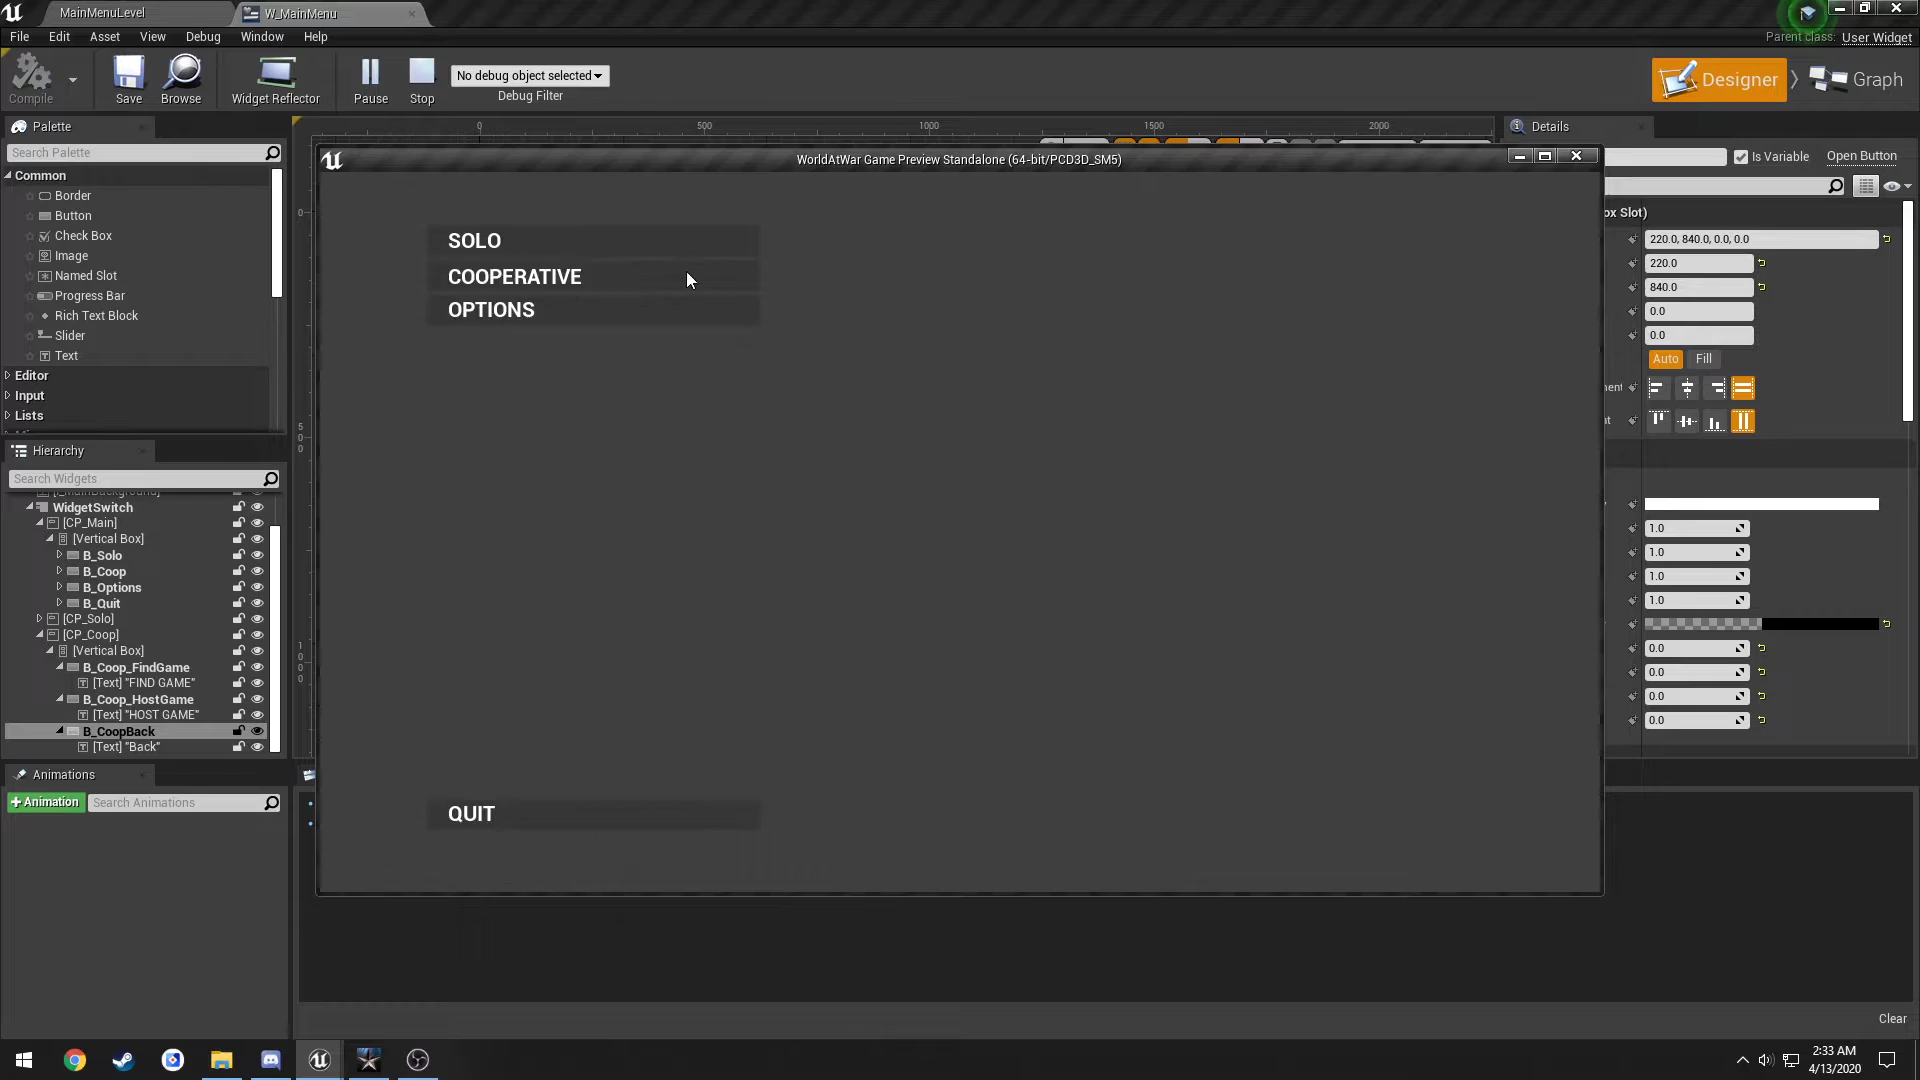 MainMenuLevel
W_MainMenu
File Edit Asset View Debug Window Help
Parent class: User Widget
Compile
Save
Browse
Widget Reflector
Pause
Stop
No debug object selected
Debug Filter
Designer
Graph
Palette
Search Palette
Common
Border
Button
Check Box
Image
Named Slot
Progress Bar
Rich Text Block
Slider
Text
Editor
Input
Lists
Hierarchy
Search Widgets
WidgetSwitch
[CP_Main]
[Vertical Box]
B_Solo
B_Coop
B_Options
B_Quit
[CP_Solo]
[CP_Coop]
[Vertical Box]
B_Coop_FindGame
[Text] "FIND GAME"
B_Coop_HostGame
[Text] "HOST GAME"
B_CoopBack
[Text] "Back"
Animations
+ Animation
Search Animations
0 500 1000 1500 2000
0
500
1000
WorldAtWar Game Preview Standalone (64-bit/PCD3D_SM5)
SOLO
COOPERATIVE
OPTIONS
QUIT
Details
Is Variable
Open Button
ox Slot)
220.0, 840.0, 0.0, 0.0
220.0
840.0
0.0
0.0
Auto Fill
1.0
1.0
1.0
1.0
0.0
0.0
0.0
0.0
Clear
2:33 AM
4/13/2020